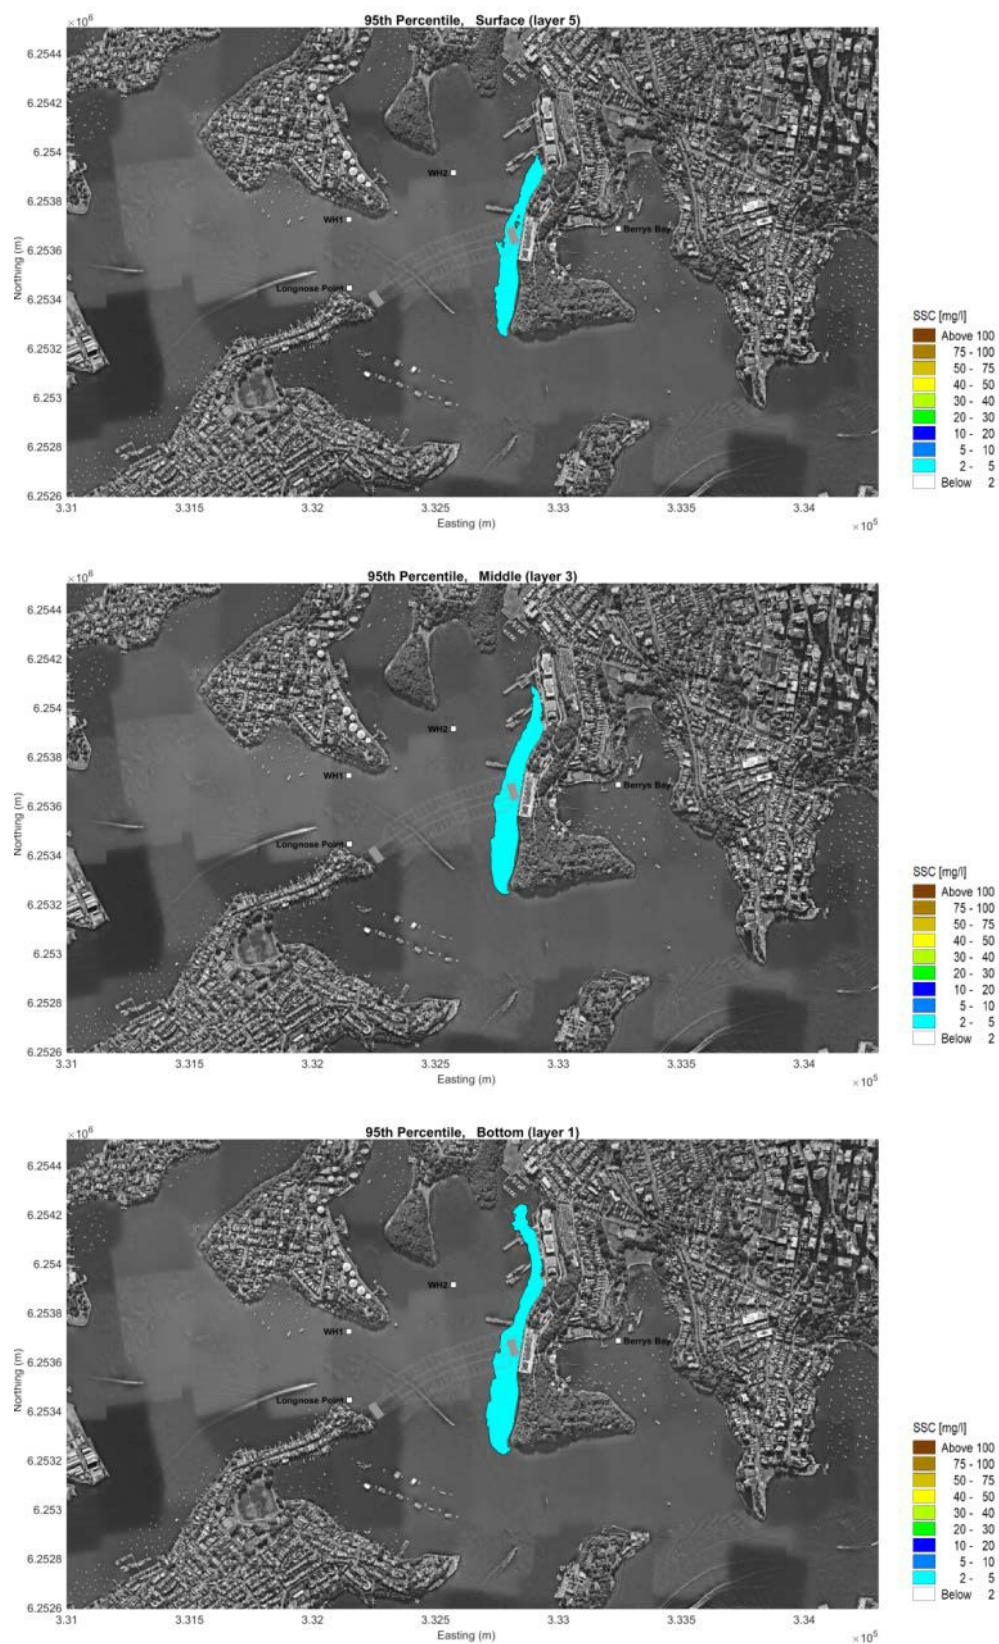 95th Percentile, Surface (layer 5)
×10⁶
6.2544
6.2542
6.254
6.2538
6.2536
6.2534
6.2532
6.253
6.2528
6.2526
Northing (m)
WH2
WH1
Berrys Bay
Longnose Point
3.31 3.315 3.32 3.325 3.33 3.335 3.34
Easting (m)
×10⁵
SSC [mg/l]
Above 100
75 - 100
50 - 75
40 - 50
30 - 40
20 - 30
10 - 20
5 - 10
2 - 5
Below 2
95th Percentile, Middle (layer 3)
×10⁶
6.2544
6.2542
6.254
6.2538
6.2536
6.2534
6.2532
6.253
6.2528
6.2526
Northing (m)
WH2
WH1
Berrys Bay
Longnose Point
3.31 3.315 3.32 3.325 3.33 3.335 3.34
Easting (m)
×10⁵
SSC [mg/l]
Above 100
75 - 100
50 - 75
40 - 50
30 - 40
20 - 30
10 - 20
5 - 10
2 - 5
Below 2
95th Percentile, Bottom (layer 1)
×10⁶
6.2544
6.2542
6.254
6.2538
6.2536
6.2534
6.2532
6.253
6.2528
6.2526
Northing (m)
WH2
WH1
Berrys Bay
Longnose Point
3.31 3.315 3.32 3.325 3.33 3.335 3.34
Easting (m)
×10⁵
SSC [mg/l]
Above 100
75 - 100
50 - 75
40 - 50
30 - 40
20 - 30
10 - 20
5 - 10
2 - 5
Below 2